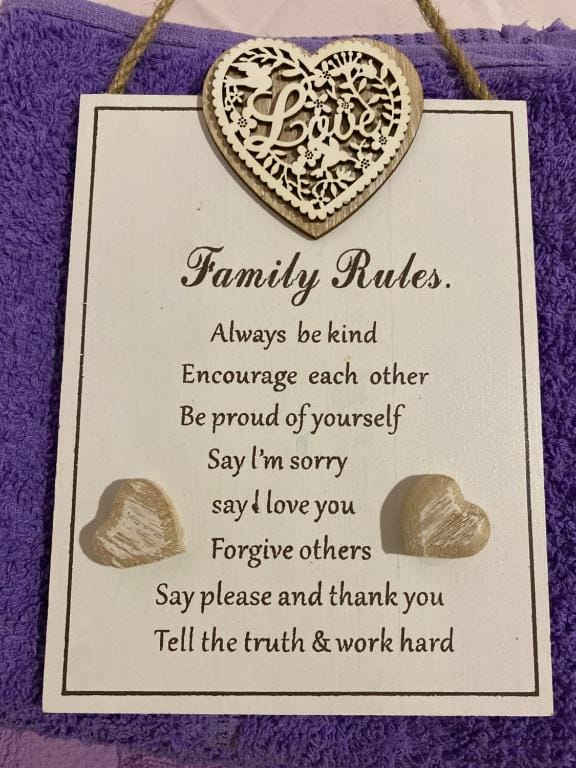 Love
Family Rules.
Always be kind
Encourage each other
Be proud of yourself
Say I'm sorry
say I love you
Forgive others
Say please and thank you
Tell the truth & work hard